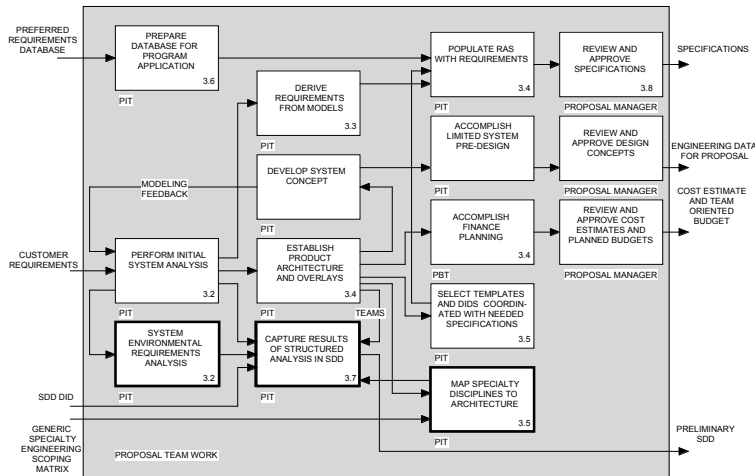 PREFERRED
REQUIREMENTS
DATABASE
PREPARE
DATABASE FOR
PROGRAM
APPLICATION
3.6
PIT
POPULATE RAS
WITH REQUIREMENTS
3.4
PIT
REVIEW AND
APPROVE
SPECIFICATIONS
3.8
PROPOSAL MANAGER
SPECIFICATIONS
DERIVE
REQUIREMENTS
FROM MODELS
3.3
PIT
ACCOMPLISH
LIMITED SYSTEM
PRE-DESIGN
PIT
REVIEW AND
APPROVE DESIGN
CONCEPTS
PROPOSAL MANAGER
ENGINEERING DATA
FOR PROPOSAL
MODELING
FEEDBACK
DEVELOP SYSTEM
CONCEPT
PIT
COST ESTIMATE
AND TEAM
ORIENTED
BUDGET
ACCOMPLISH
FINANCE
PLANNING
3.4
PBT
REVIEW AND
APPROVE COST
ESTIMATES AND
PLANNED BUDGETS
PROPOSAL MANAGER
CUSTOMER
REQUIREMENTS
PERFORM INITIAL
SYSTEM ANALYSIS
3.2
PIT
ESTABLISH
PRODUCT
ARCHITECTURE
AND OVERLAYS
3.4
PIT
TEAMS
SELECT TEMPLATES
AND DIDS COORDIN-
ATED WITH NEEDED
SPECIFICATIONS
3.5
PIT
SYSTEM
ENVIRONMENTAL
REQUIREMENTS
ANALYSIS
3.2
PIT
CAPTURE RESULTS
OF STRUCTURED
ANALYSIS IN SDD
3.7
PIT
MAP SPECIALTY
DISCIPLINES TO
ARCHITECTURE
3.5
PIT
SDD DID
GENERIC
SPECIALTY
ENGINEERING
SCOPING
MATRIX
PROPOSAL TEAM WORK
PRELIMINARY
SDD